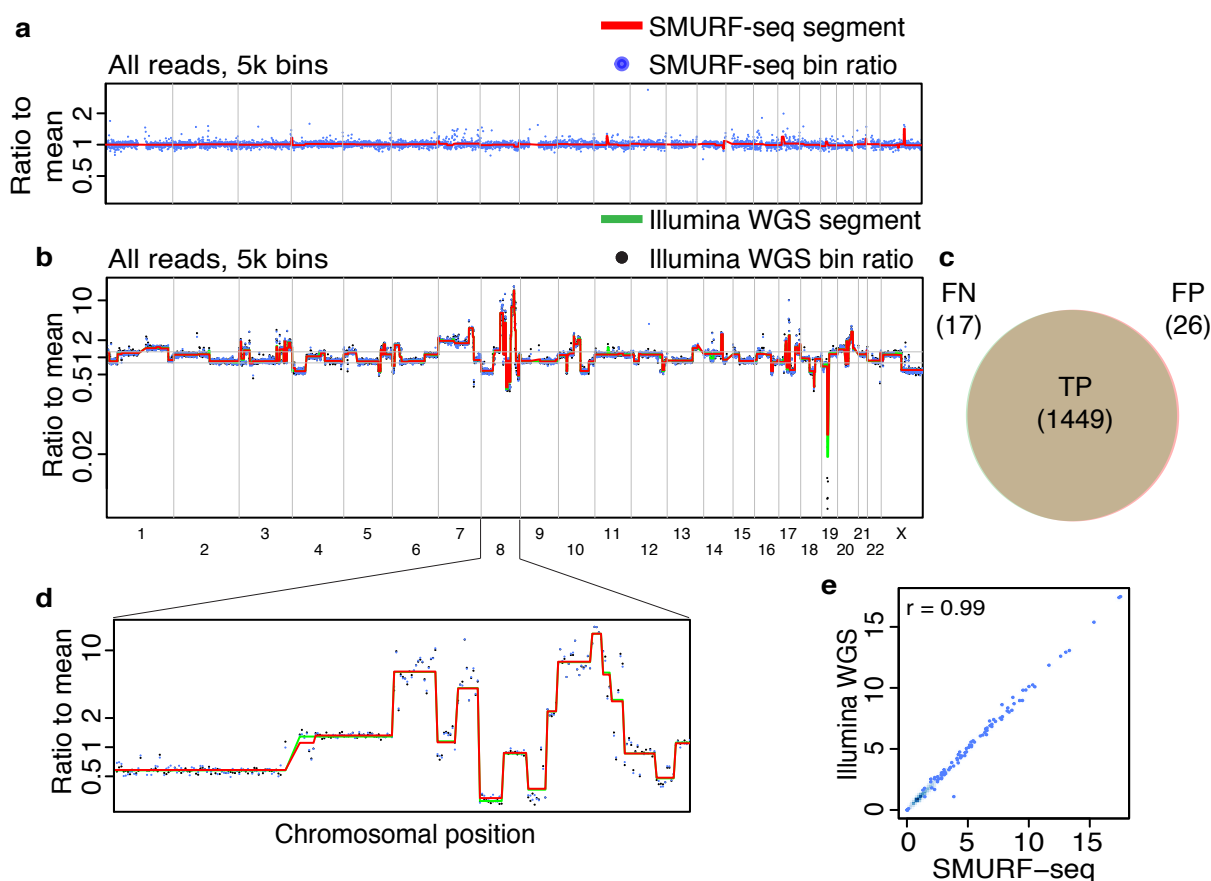 a
SMURF-seq segment
All reads, 5k bins
SMURF-seq bin ratio
Ratio to
mean
2
1
0.5
Illumina WGS segment
b
All reads, 5k bins
Illumina WGS bin ratio
Ratio to mean
10
2
1
0.5
0.02
1 3 5 7 9 11 13 15 17 19 21 X
2 4 6 8 10 12 14 16 18 20 22
c
FN
(17)
FP
(26)
TP
(1449)
d
Ratio to mean
10
2
1
0.5
Chromosomal position
e
r = 0.99
Illumina WGS
15
10
5
0
0 5 10 15
SMURF−seq